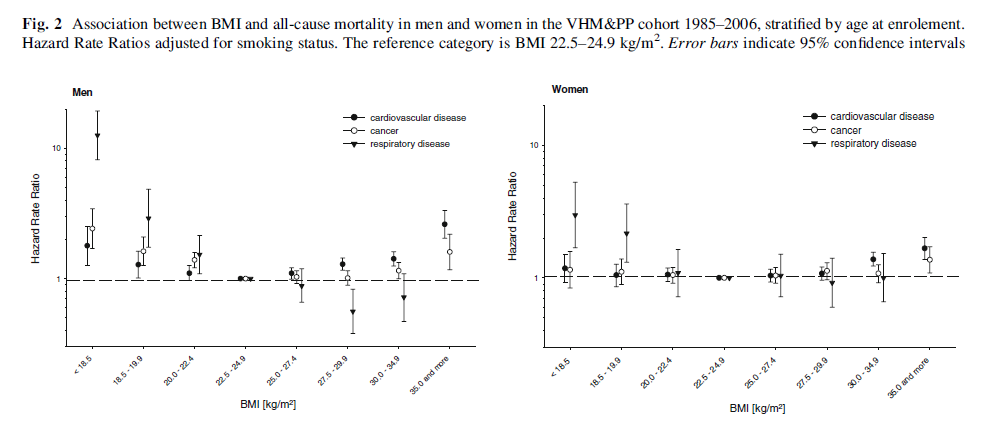 Fig. 2 Association between BMI and all-cause mortality in men and women in the VHM&PP cohort 1985–2006, stratified by age at enrolement.
Hazard Rate Ratios adjusted for smoking status. The reference category is BMI 22.5–24.9 kg/m². Error bars indicate 95% confidence intervals
Men
cardiovascular disease
cancer
respiratory disease
Hazard Rate Ratio
10
1
< 18.5
18.5 - 19.9
20.0 - 22.4
22.5 - 24.9
25.0 - 27.4
27.5 - 29.9
30.0 - 34.9
35.0 and more
BMI [kg/m²]
Women
cardiovascular disease
cancer
respiratory disease
Hazard Rate Ratio
10
1
< 18.5
18.5 - 19.9
20.0 - 22.4
22.5 - 24.9
25.0 - 27.4
27.5 - 29.9
30.0 - 34.9
35.0 and more
BMI [kg/m²]